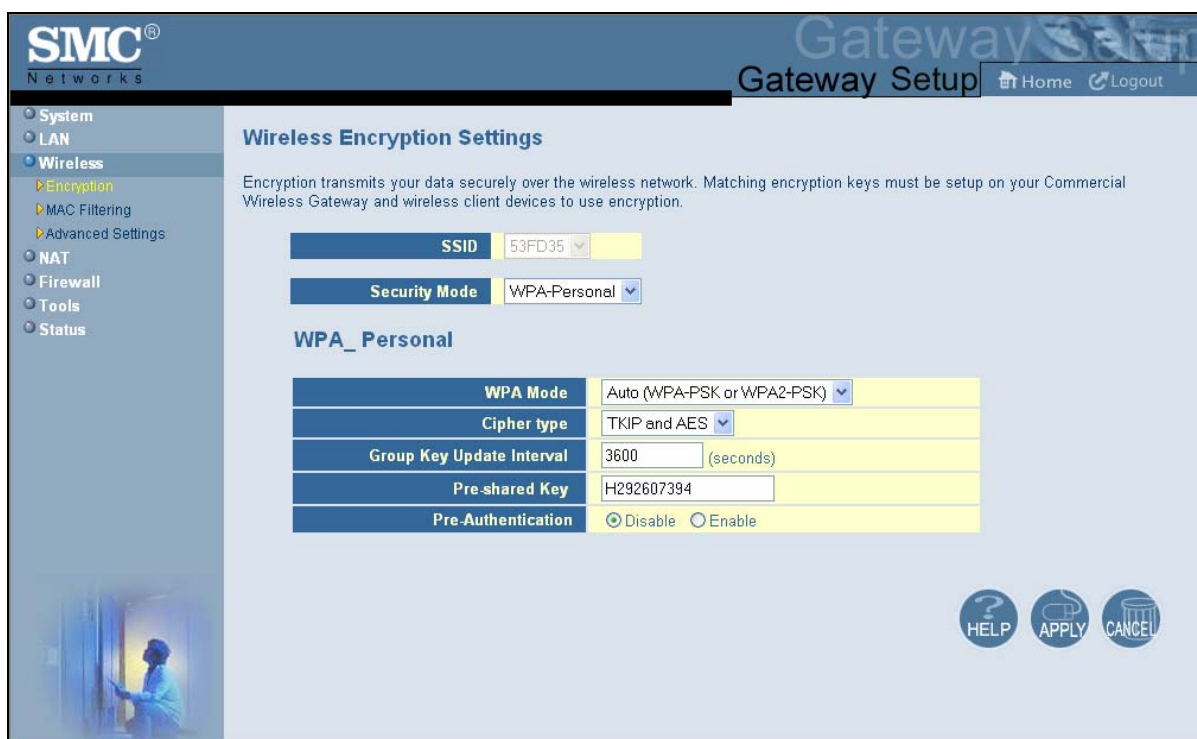 SMC®
Networks
Gateway Setup
Gateway Setup
Home
Logout
System
LAN
Wireless
Encryption
MAC Filtering
Advanced Settings
NAT
Firewall
Tools
Status
Wireless Encryption Settings
Encryption transmits your data securely over the wireless network. Matching encryption keys must be setup on your Commercial
Wireless Gateway and wireless client devices to use encryption.
SSID 53FD35
Security Mode WPA-Personal
WPA_ Personal
WPA Mode Auto (WPA-PSK or WPA2-PSK)
Cipher type TKIP and AES
Group Key Update Interval 3600 (seconds)
Pre-shared Key H292607394
Pre-Authentication Disable Enable
HELP APPLY CANCEL